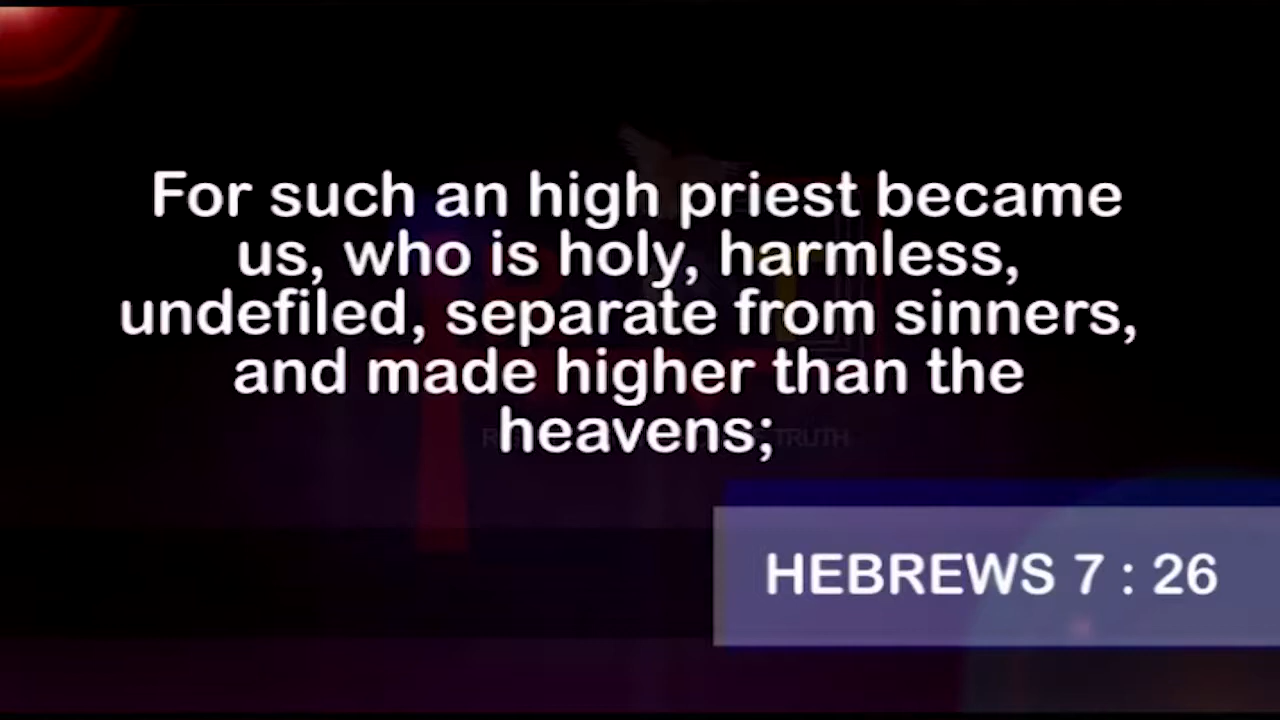 For such an high priest became
us, who is holy, harmless,
undefiled, separate from sinners,
and made higher than the
heavens;
TRUTH
HEBREWS 7 : 26